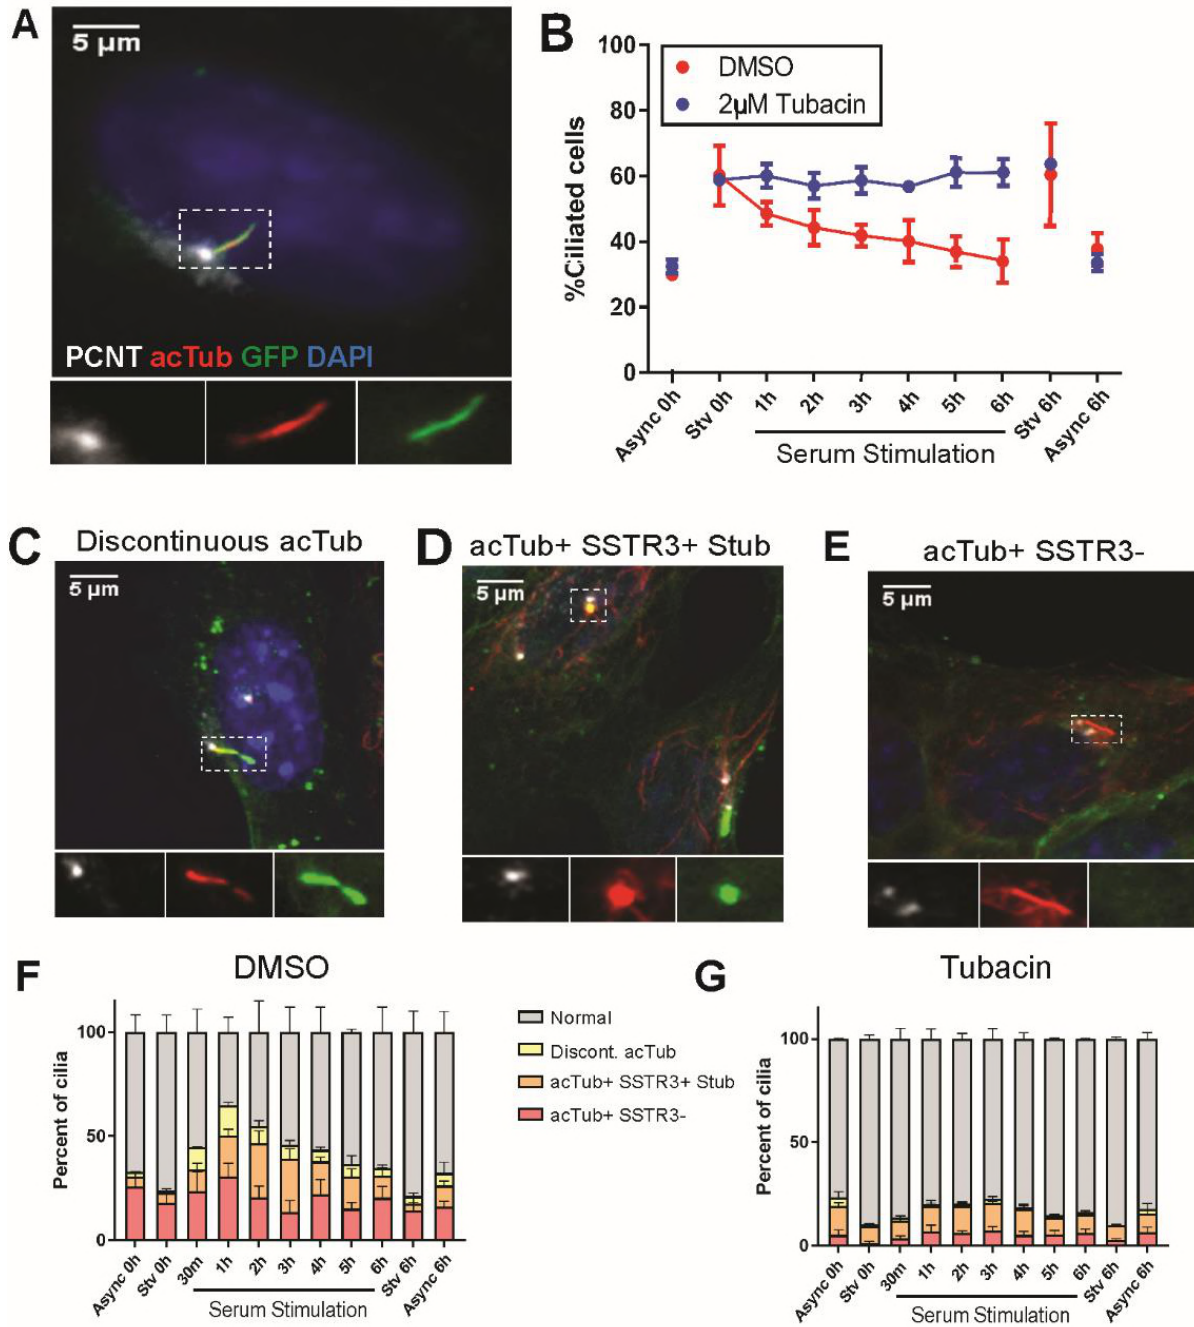 A
5 µm
PCNT acTub GFP DAPI
B
%Ciliated cells
100
80
60
40
20
0
DMSO
2µM Tubacin
Async 0h
Stv 0h
1h
2h
3h
4h
5h
6h
Stv 6h
Async 6h
Serum Stimulation
C
Discontinuous acTub
5 µm
D
acTub+ SSTR3+ Stub
5 µm
E
acTub+ SSTR3-
5 µm
F
DMSO
Percent of cilia
100
50
0
Async 0h
Stv 0h
30m
1h
2h
3h
4h
5h
6h
Stv 6h
Async 6h
Serum Stimulation
Normal
Discont. acTub
acTub+ SSTR3+ Stub
acTub+ SSTR3-
G
Tubacin
Percent of cilia
100
50
0
Async 0h
Stv 0h
30m
1h
2h
3h
4h
5h
6h
Stv 6h
Async 6h
Serum Stimulation